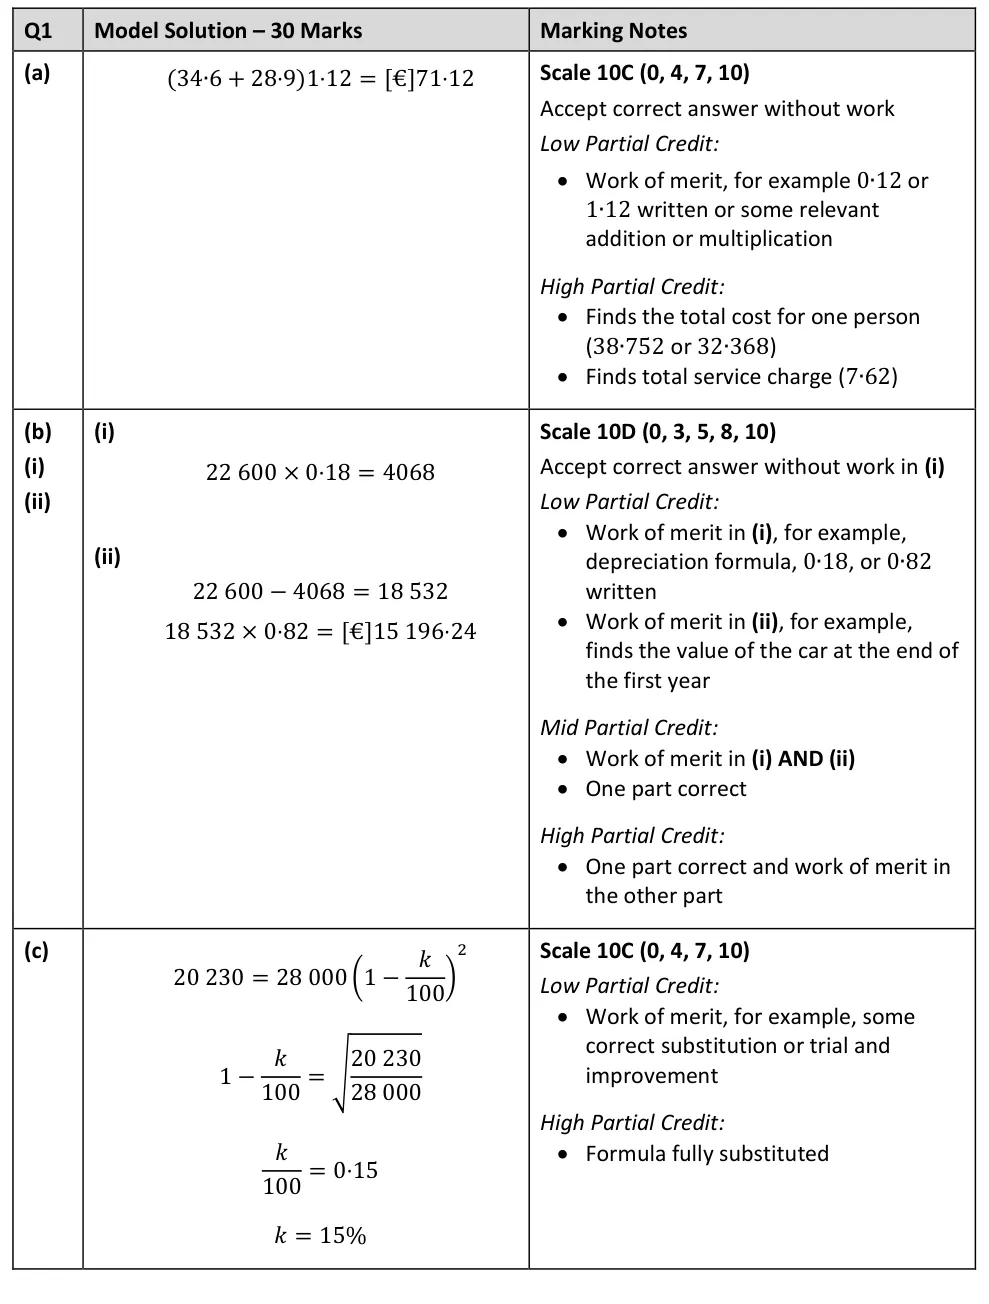 Q1 Model Solution – 30 Marks Marking Notes
(a)
(34·6 + 28·9)1·12 = [€]71·12
Scale 10C (0, 4, 7, 10)
Accept correct answer without work
Low Partial Credit:
• Work of merit, for example 0·12 or
1·12 written or some relevant
addition or multiplication
High Partial Credit:
• Finds the total cost for one person
(38·752 or 32·368)
• Finds total service charge (7·62)
(b)
(i)
(ii)
(i)
22 600 × 0·18 = 4068
(ii)
22 600 − 4068 = 18 532
18 532 × 0·82 = [€]15 196·24
Scale 10D (0, 3, 5, 8, 10)
Accept correct answer without work in (i)
Low Partial Credit:
• Work of merit in (i), for example,
depreciation formula, 0·18, or 0·82
written
• Work of merit in (ii), for example,
finds the value of the car at the end of
the first year
Mid Partial Credit:
• Work of merit in (i) AND (ii)
• One part correct
High Partial Credit:
• One part correct and work of merit in
the other part
(c)
20 230 = 28 000 (1 − k/100)²
1 − k/100 = √(20 230/28 000)
k/100 = 0·15
k = 15%
Scale 10C (0, 4, 7, 10)
Low Partial Credit:
• Work of merit, for example, some
correct substitution or trial and
improvement
High Partial Credit:
• Formula fully substituted